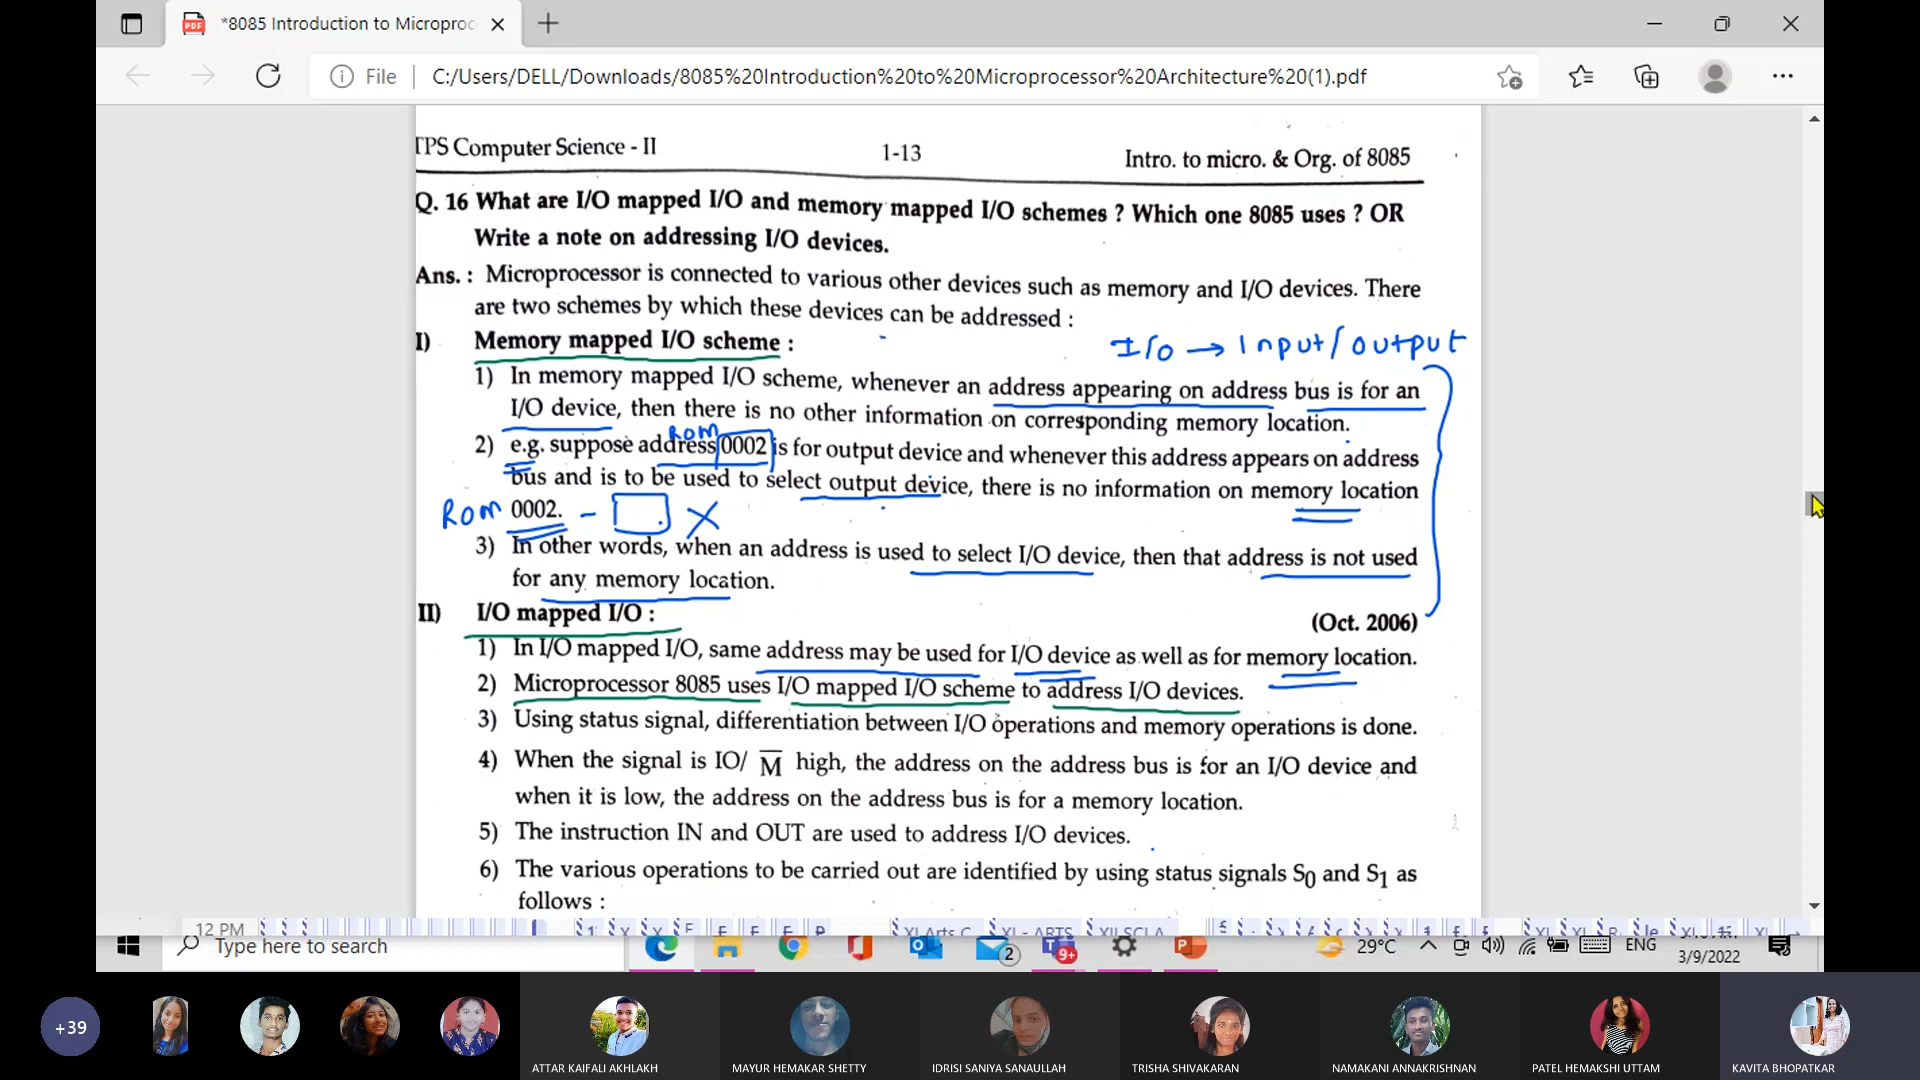 *8085 Introduction to Microproc
File
C:/Users/DELL/Downloads/8085%20Introduction%20to%20Microprocessor%20Architecture%20(1).pdf
TPS Computer Science - II
1-13
Intro. to micro. & Org. of 8085
Q. 16 What are I/O mapped I/O and memory mapped I/O schemes ? Which one 8085 uses ? OR
Write a note on addressing I/O devices.
Ans. : Microprocessor is connected to various other devices such as memory and I/O devices. There
are two schemes by which these devices can be addressed :
I) Memory mapped I/O scheme :
I/O → Input/output
1) In memory mapped I/O scheme, whenever an address appearing on address bus is for an
I/O device, then there is no other information on corresponding memory location.
ROM
2) e.g. suppose address 0002 is for output device and whenever this address appears on address
bus and is to be used to select output device, there is no information on memory location
ROM 0002. - X
3) In other words, when an address is used to select I/O device, then that address is not used
for any memory location.
II) I/O mapped I/O :
(Oct. 2006)
1) In I/O mapped I/O, same address may be used for I/O device as well as for memory location.
2) Microprocessor 8085 uses I/O mapped I/O scheme to address I/O devices.
3) Using status signal, differentiation between I/O operations and memory operations is done.
4) When the signal is IO/ M̅ high, the address on the address bus is for an I/O device and
when it is low, the address on the address bus is for a memory location.
5) The instruction IN and OUT are used to address I/O devices.
6) The various operations to be carried out are identified by using status signals S₀ and S₁ as
follows :
12 PM
Type here to search
2
9+
29°C
ENG
3/9/2022
+39
ATTAR KAIFALI AKHLAKH
MAYUR HEMAKAR SHETTY
IDRISI SANIYA SANAULLAH
TRISHA SHIVAKARAN
NAMAKANI ANNAKRISHNAN
PATEL HEMAKSHI UTTAM
KAVITA BHOPATKAR